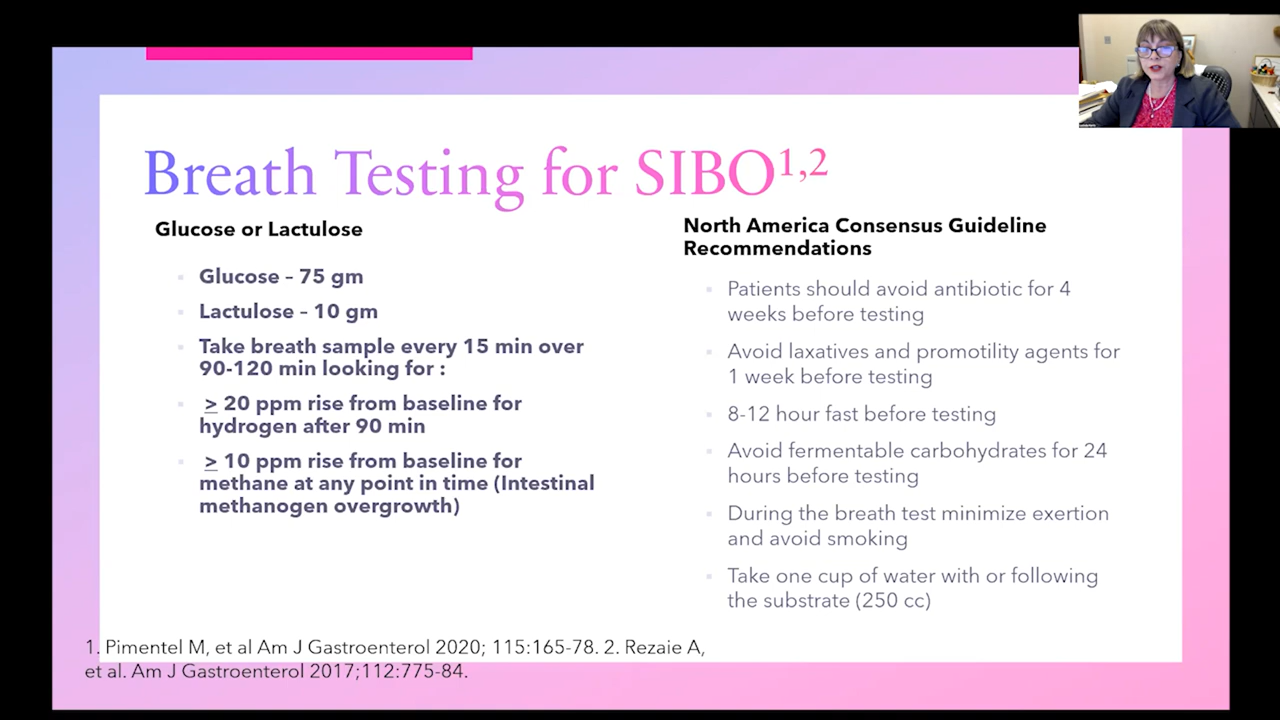 Breath Testing for SIBO1,2
Glucose or Lactulose
Glucose – 75 gm
Lactulose – 10 gm
Take breath sample every 15 min over
90-120 min looking for :
> 20 ppm rise from baseline for
hydrogen after 90 min
> 10 ppm rise from baseline for
methane at any point in time (Intestinal
methanogen overgrowth)
North America Consensus Guideline
Recommendations
Patients should avoid antibiotic for 4
weeks before testing
Avoid laxatives and promotility agents for
1 week before testing
8-12 hour fast before testing
Avoid fermentable carbohydrates for 24
hours before testing
During the breath test minimize exertion
and avoid smoking
Take one cup of water with or following
the substrate (250 cc)
1. Pimentel M, et al Am J Gastroenterol 2020; 115:165-78. 2. Rezaie A,
et al. Am J Gastroenterol 2017;112:775-84.